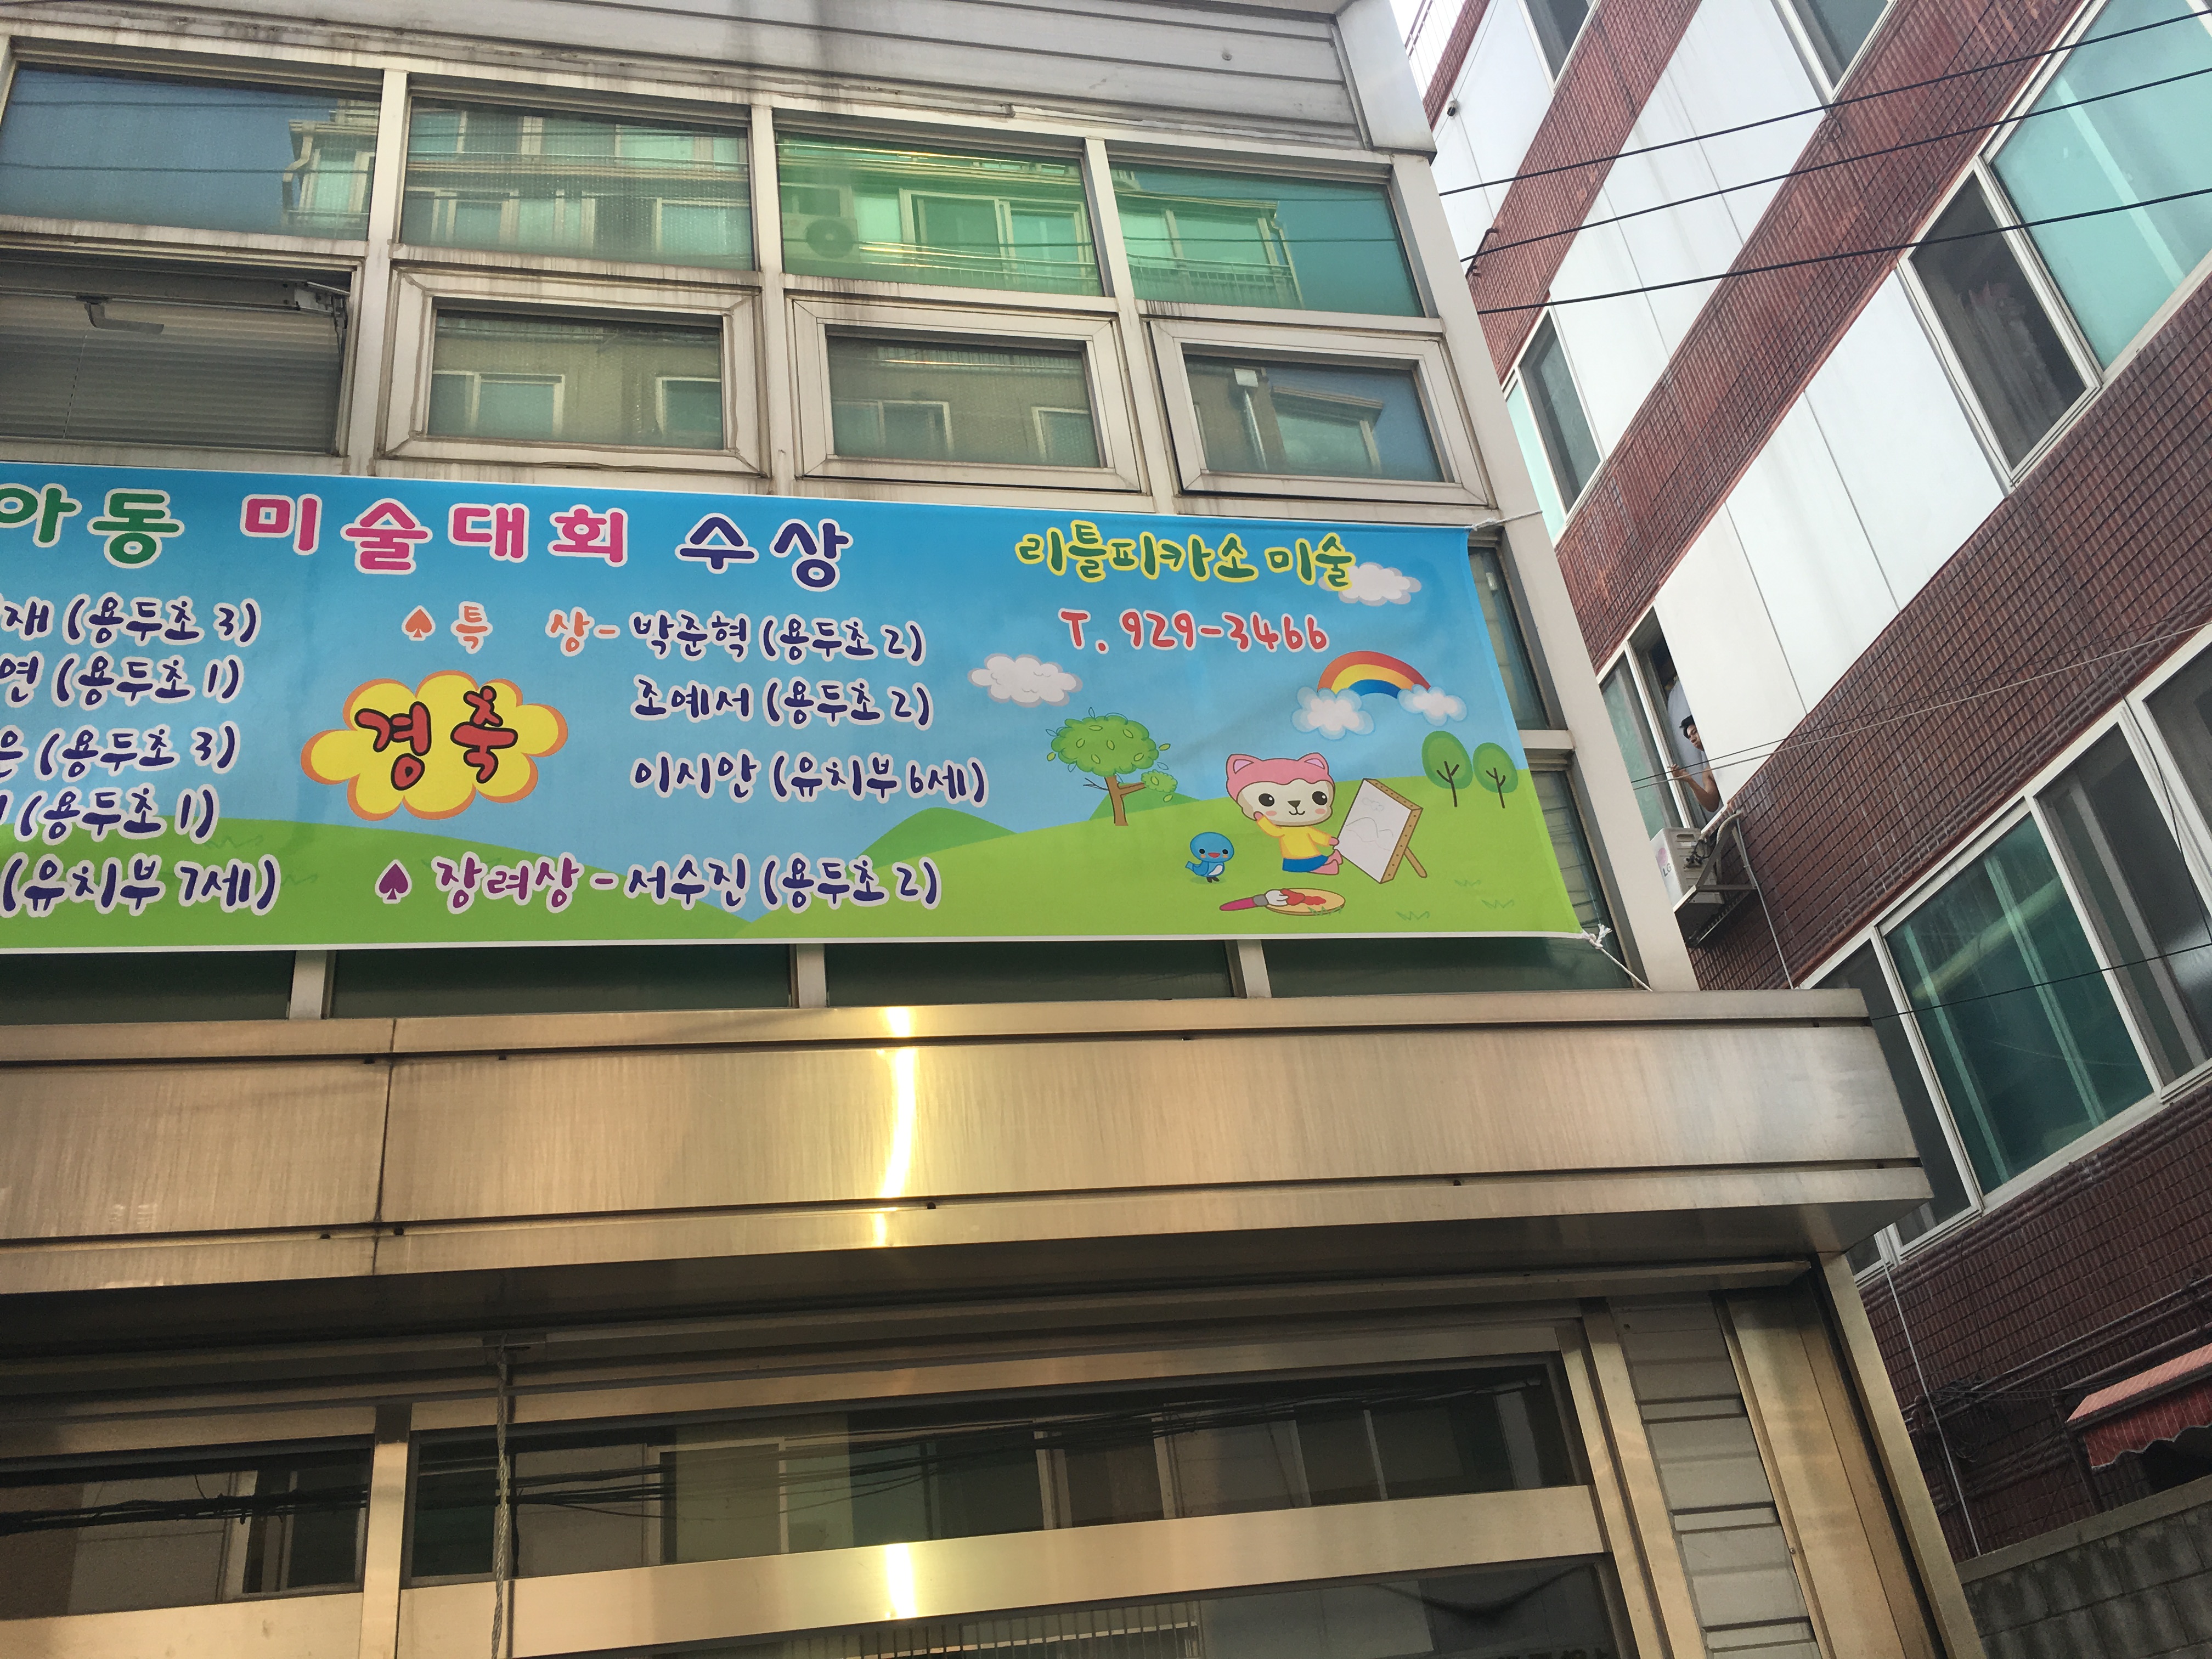 아동 미술대회 수상
리틀피카소 미술
T. 929-3466
재 (용두초 3)
연 (용두초 1)
은 (용두초 3)
(용두초 1)
(유치부 7세)
♠ 특 상 - 박준혁 (용두초 2)
조예서 (용두초 2)
이시안 (유치부 6세)
경축
♠ 장려상 - 서수진 (용두초 2)
LG